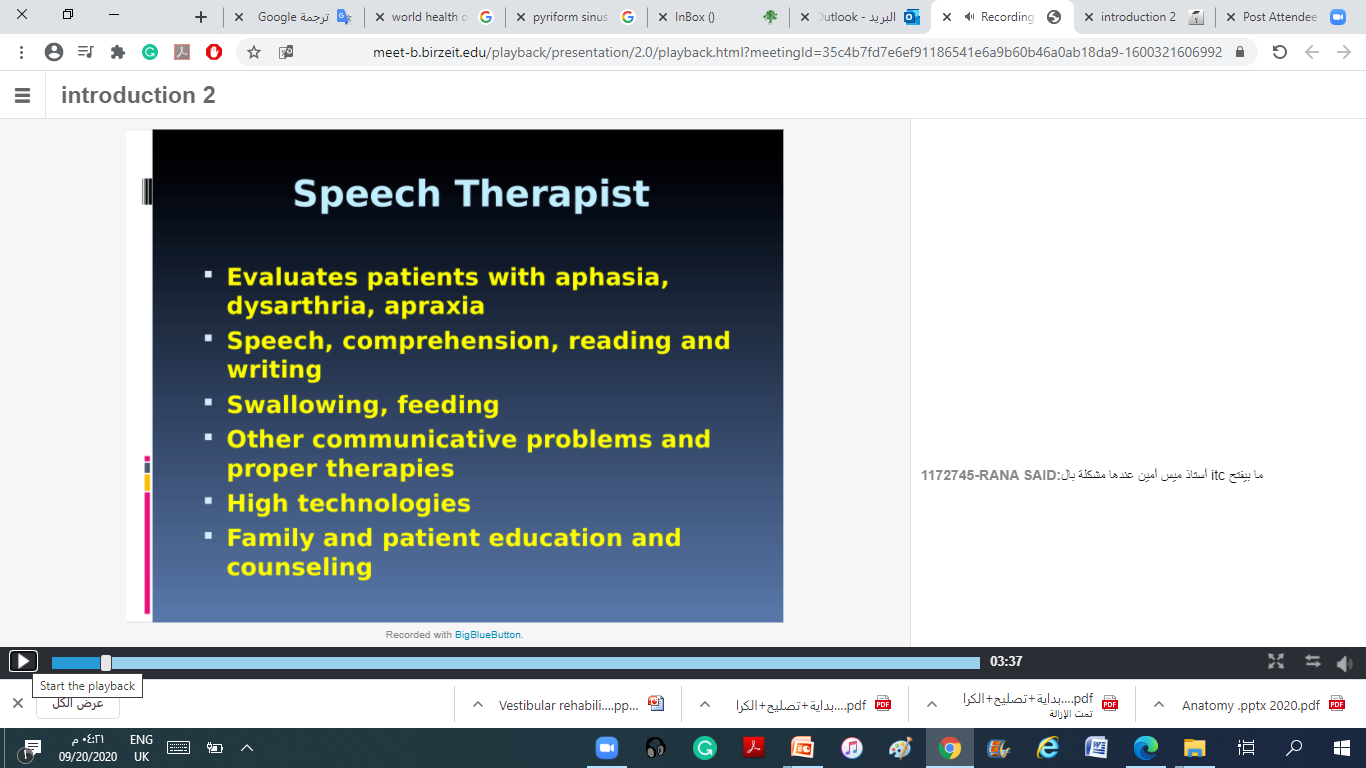 ترجمة Google
world health o
pyriform sinus
InBox ()
البريد - Outlook
Recording
introduction 2
Post Attendee
meet-b.birzeit.edu/playback/presentation/2.0/playback.html?meetingId=35c4b7fd7e6ef91186541e6a9b60b46a0ab18da9-1600321606992
introduction 2
Speech Therapist
Evaluates patients with aphasia,
dysarthria, apraxia
Speech, comprehension, reading and
writing
Swallowing, feeding
Other communicative problems and
proper therapies
High technologies
Family and patient education and
counseling
1172745-RANA SAID:أستاذ ميس أمين عندها مشكلة بال itc ما بيفتح
Recorded with BigBlueButton.
03:37
Start the playback
عرض الكل
Vestibular rehabili....pp...
بداية+تصليح+الكرا....pdf
بداية+تصليح+الكرا....pdf
تمت الإزالة
Anatomy .pptx 2020.pdf
٠٤:٢١ م
09/20/2020
ENG
UK